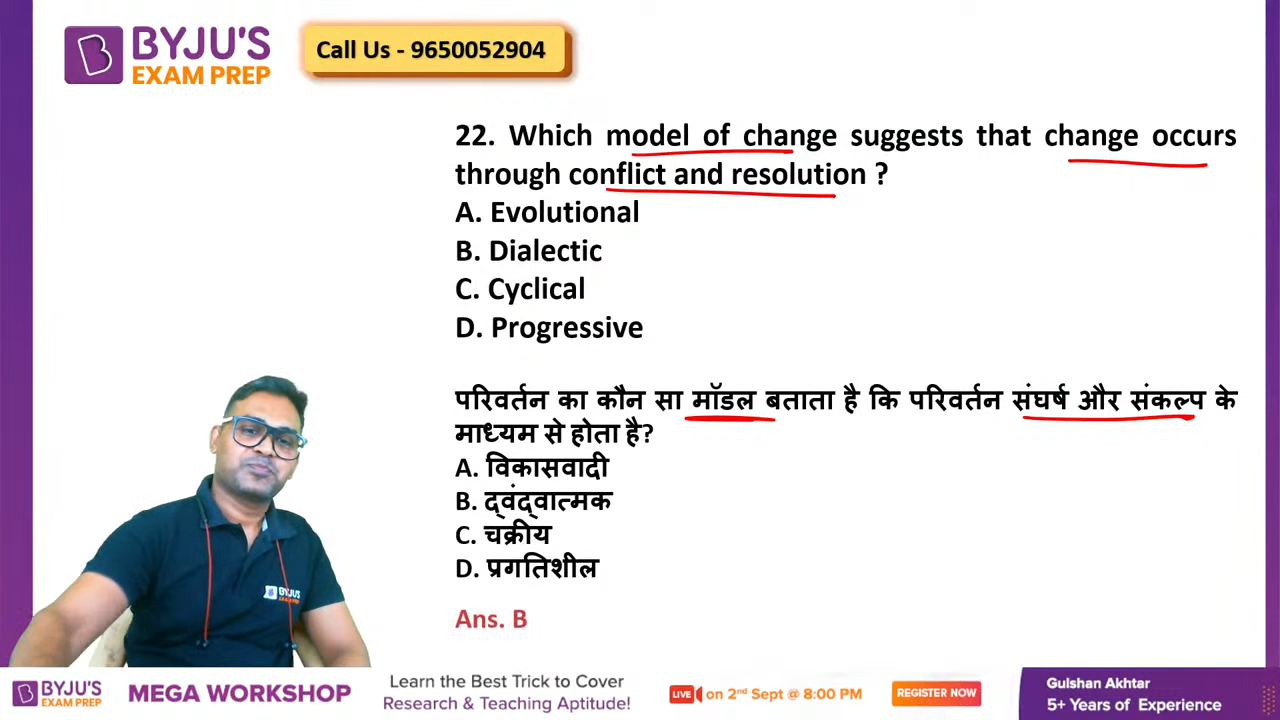 BYJU'S
EXAM PREP
Call Us - 9650052904
22. Which model of change suggests that change occurs
through conflict and resolution ?
A. Evolutional
B. Dialectic
C. Cyclical
D. Progressive
परिवर्तन का कौन सा मॉडल बताता है कि परिवर्तन संघर्ष और संकल्प के
माध्यम से होता है?
A. विकासवादी
B. द्वंद्वात्मक
C. चक्रीय
D. प्रगतिशील
Ans. B
BYJU'S
EXAM PREP
BYJU'S
EXAM PREP
MEGA WORKSHOP
Learn the Best Trick to Cover
Research & Teaching Aptitude!
LIVE on 2nd Sept @ 8:00 PM
REGISTER NOW
Gulshan Akhtar
5+ Years of Experience